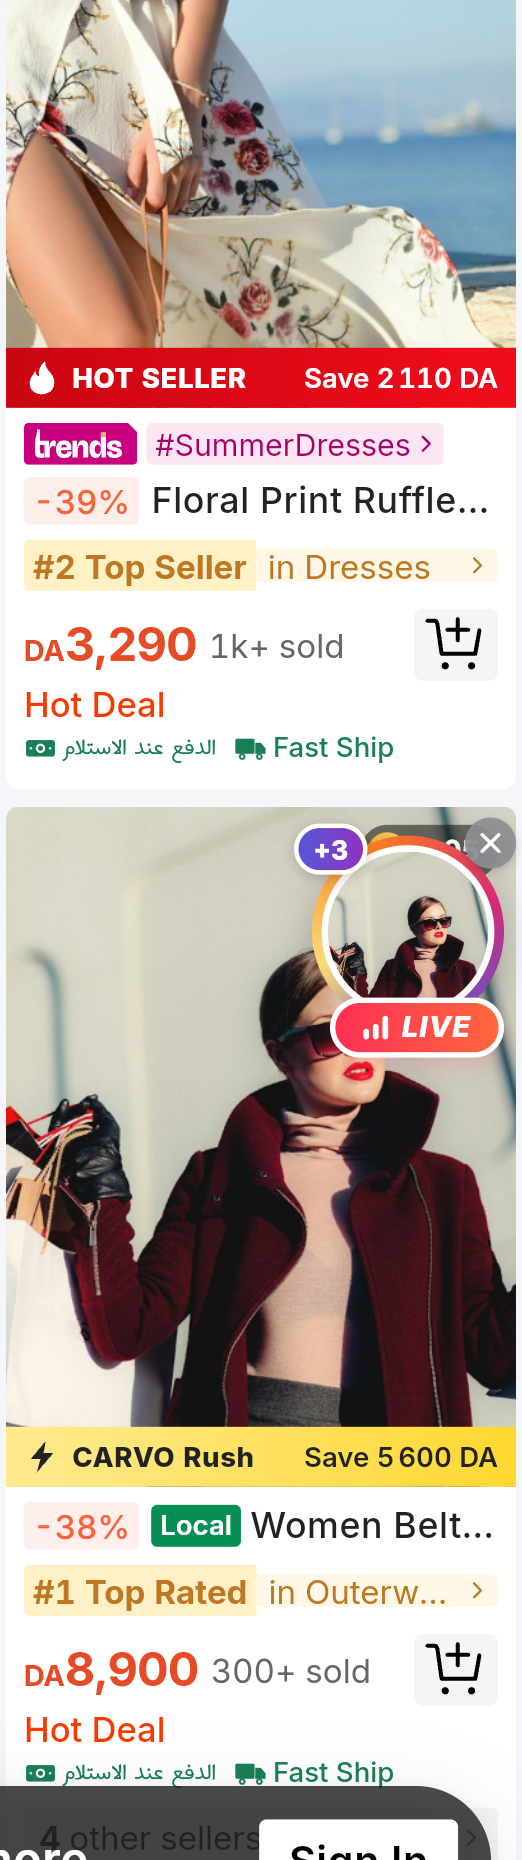 HOT SELLER Save 2 110 DA
trends #SummerDresses >
-39% Floral Print Ruffle...
#2 Top Seller in Dresses >
DA3,290 1k+ sold
Hot Deal
الدفع عند الاستلام Fast Ship
+3
LIVE
CARVO Rush Save 5 600 DA
-38% Local Women Belt...
#1 Top Rated in Outerw... >
DA8,900 300+ sold
Hot Deal
الدفع عند الاستلام Fast Ship
4 other sellers >
Sign In